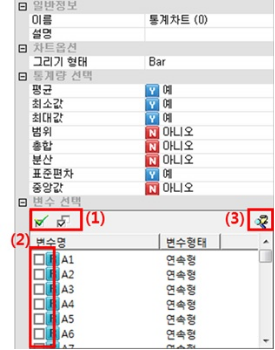 일반정보
이름 통계차트 (0)
설명
차트옵션
그리기 형태 Bar
통계량 선택
평균 Y 예
최소값 Y 예
최대값 Y 예
범위 N 아니오
총합 N 아니오
분산 N 아니오
표준편차 Y 예
중앙값 N 아니오
변수 선택
(1) (3)
(2) 변수명 변수형태
A1 연속형
A2 연속형
A3 연속형
A4 연속형
A5 연속형
A6 연속형
A7 연속형